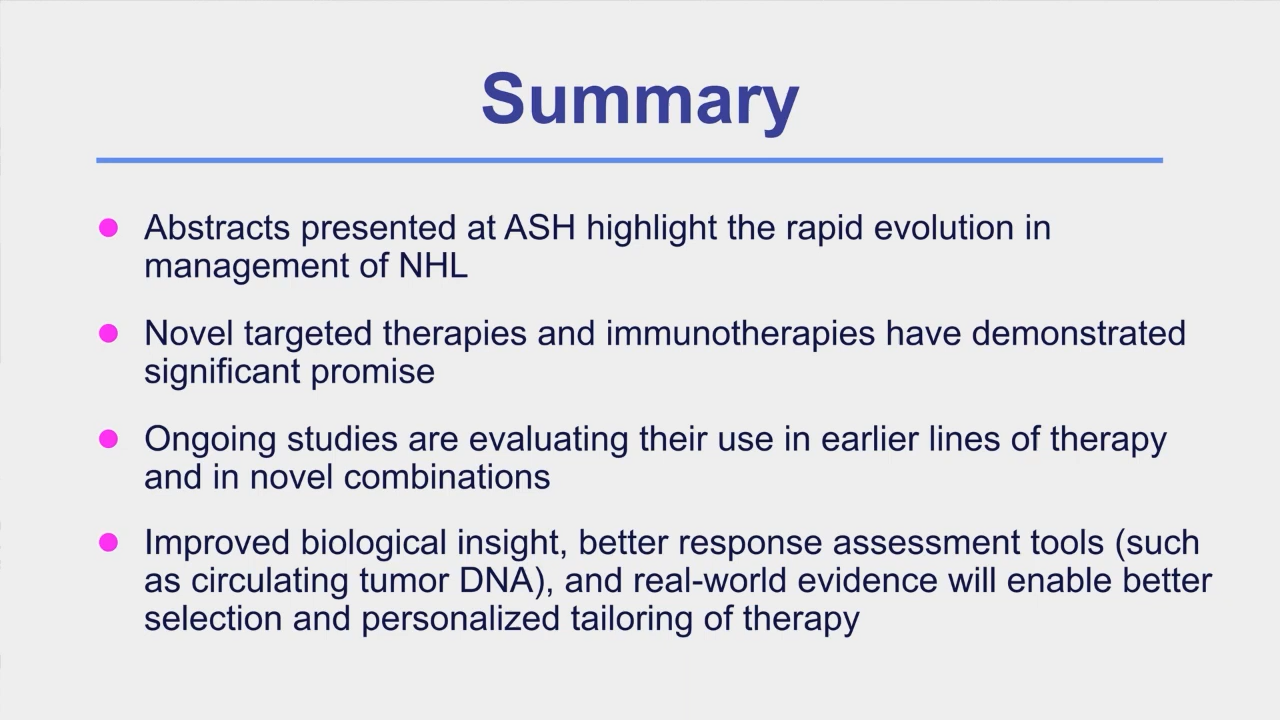 Summary
Abstracts presented at ASH highlight the rapid evolution in
management of NHL
Novel targeted therapies and immunotherapies have demonstrated
significant promise
Ongoing studies are evaluating their use in earlier lines of therapy
and in novel combinations
Improved biological insight, better response assessment tools (such
as circulating tumor DNA), and real-world evidence will enable better
selection and personalized tailoring of therapy